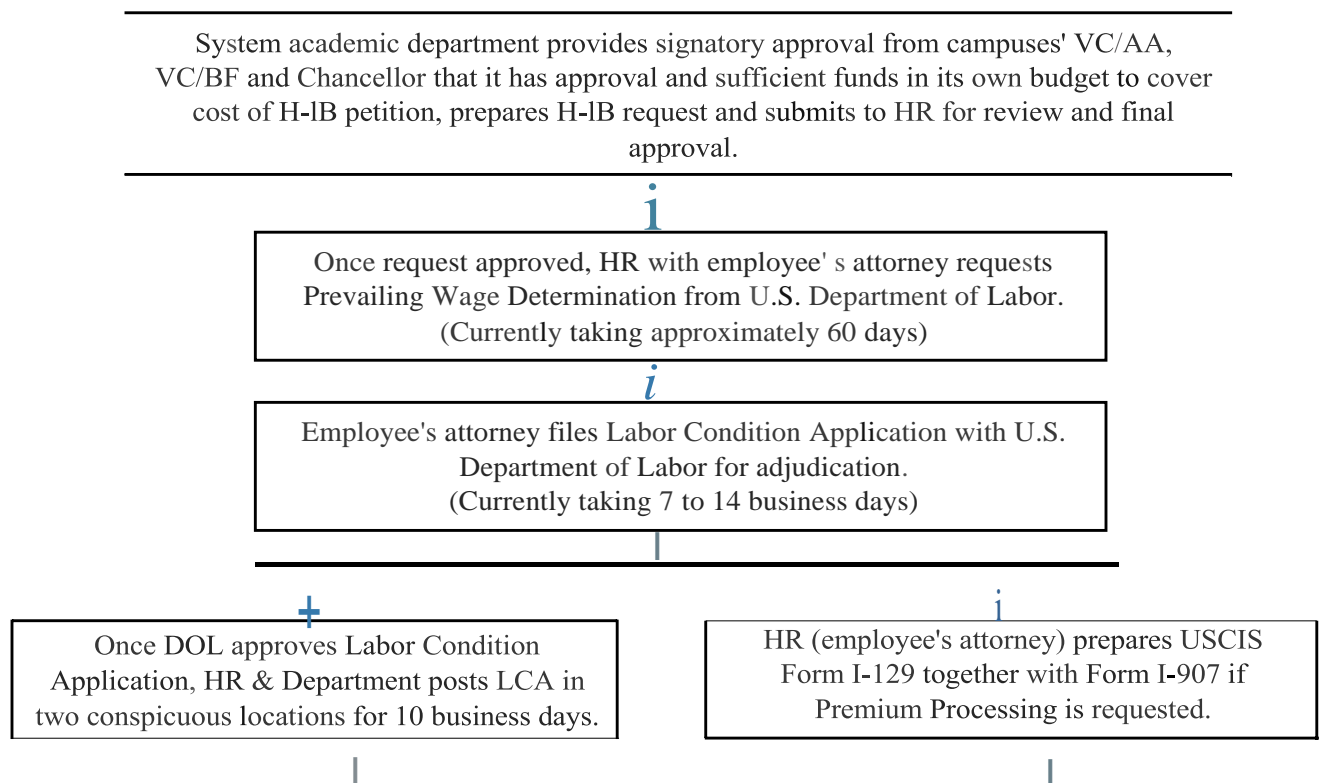 System academic department provides signatory approval from campuses' VC/AA,
VC/BF and Chancellor that it has approval and sufficient funds in its own budget to cover
cost of H-lB petition, prepares H-lB request and submits to HR for review and final
approval.
i
Once request approved, HR with employee' s attorney requests
Prevailing Wage Determination from U.S. Department of Labor.
(Currently taking approximately 60 days)
i
Employee's attorney files Labor Condition Application with U.S.
Department of Labor for adjudication.
(Currently taking 7 to 14 business days)
+
Once DOL approves Labor Condition
Application, HR & Department posts LCA in
two conspicuous locations for 10 business days.
i
HR (employee's attorney) prepares USCIS
Form I-129 together with Form I-907 if
Premium Processing is requested.